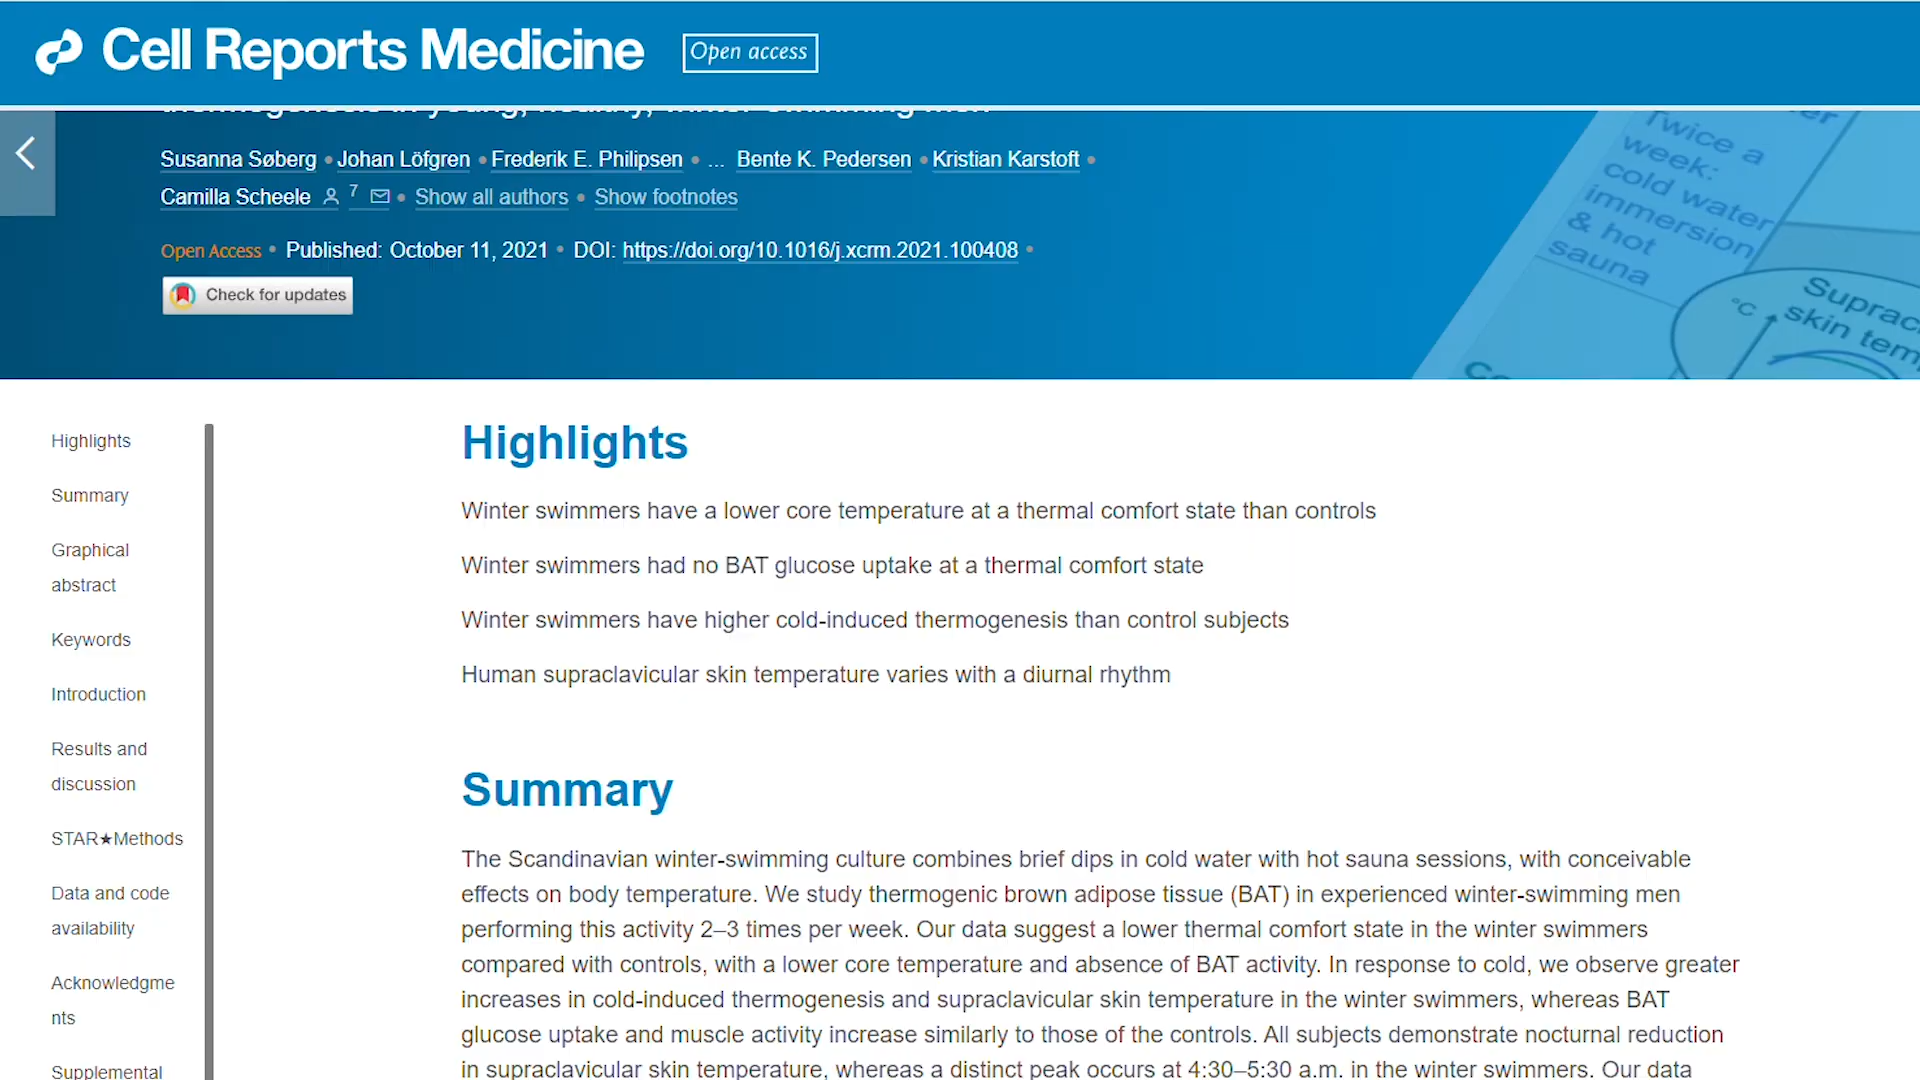 Cell Reports Medicine Open access
thermogenesis in young, healthy, winter-swimming men
Susanna Søberg • Johan Löfgren • Frederik E. Philipsen • ... Bente K. Pedersen • Kristian Karstoft •
Camilla Scheele 7 • Show all authors • Show footnotes
Open Access • Published: October 11, 2021 • DOI: https://doi.org/10.1016/j.xcrm.2021.100408 •
Check for updates
Twice a
week:
cold water
immersion
& hot
sauna
°C
skin
Highlights
Summary
Graphical
abstract
Keywords
Introduction
Results and
discussion
STAR★Methods
Data and code
availability
Acknowledgme
nts
Supplemental
Highlights
Winter swimmers have a lower core temperature at a thermal comfort state than controls
Winter swimmers had no BAT glucose uptake at a thermal comfort state
Winter swimmers have higher cold-induced thermogenesis than control subjects
Human supraclavicular skin temperature varies with a diurnal rhythm
Summary
The Scandinavian winter-swimming culture combines brief dips in cold water with hot sauna sessions, with conceivable
effects on body temperature. We study thermogenic brown adipose tissue (BAT) in experienced winter-swimming men
performing this activity 2–3 times per week. Our data suggest a lower thermal comfort state in the winter swimmers
compared with controls, with a lower core temperature and absence of BAT activity. In response to cold, we observe greater
increases in cold-induced thermogenesis and supraclavicular skin temperature in the winter swimmers, whereas BAT
glucose uptake and muscle activity increase similarly to those of the controls. All subjects demonstrate nocturnal reduction
in supraclavicular skin temperature, whereas a distinct peak occurs at 4:30–5:30 a.m. in the winter swimmers. Our data